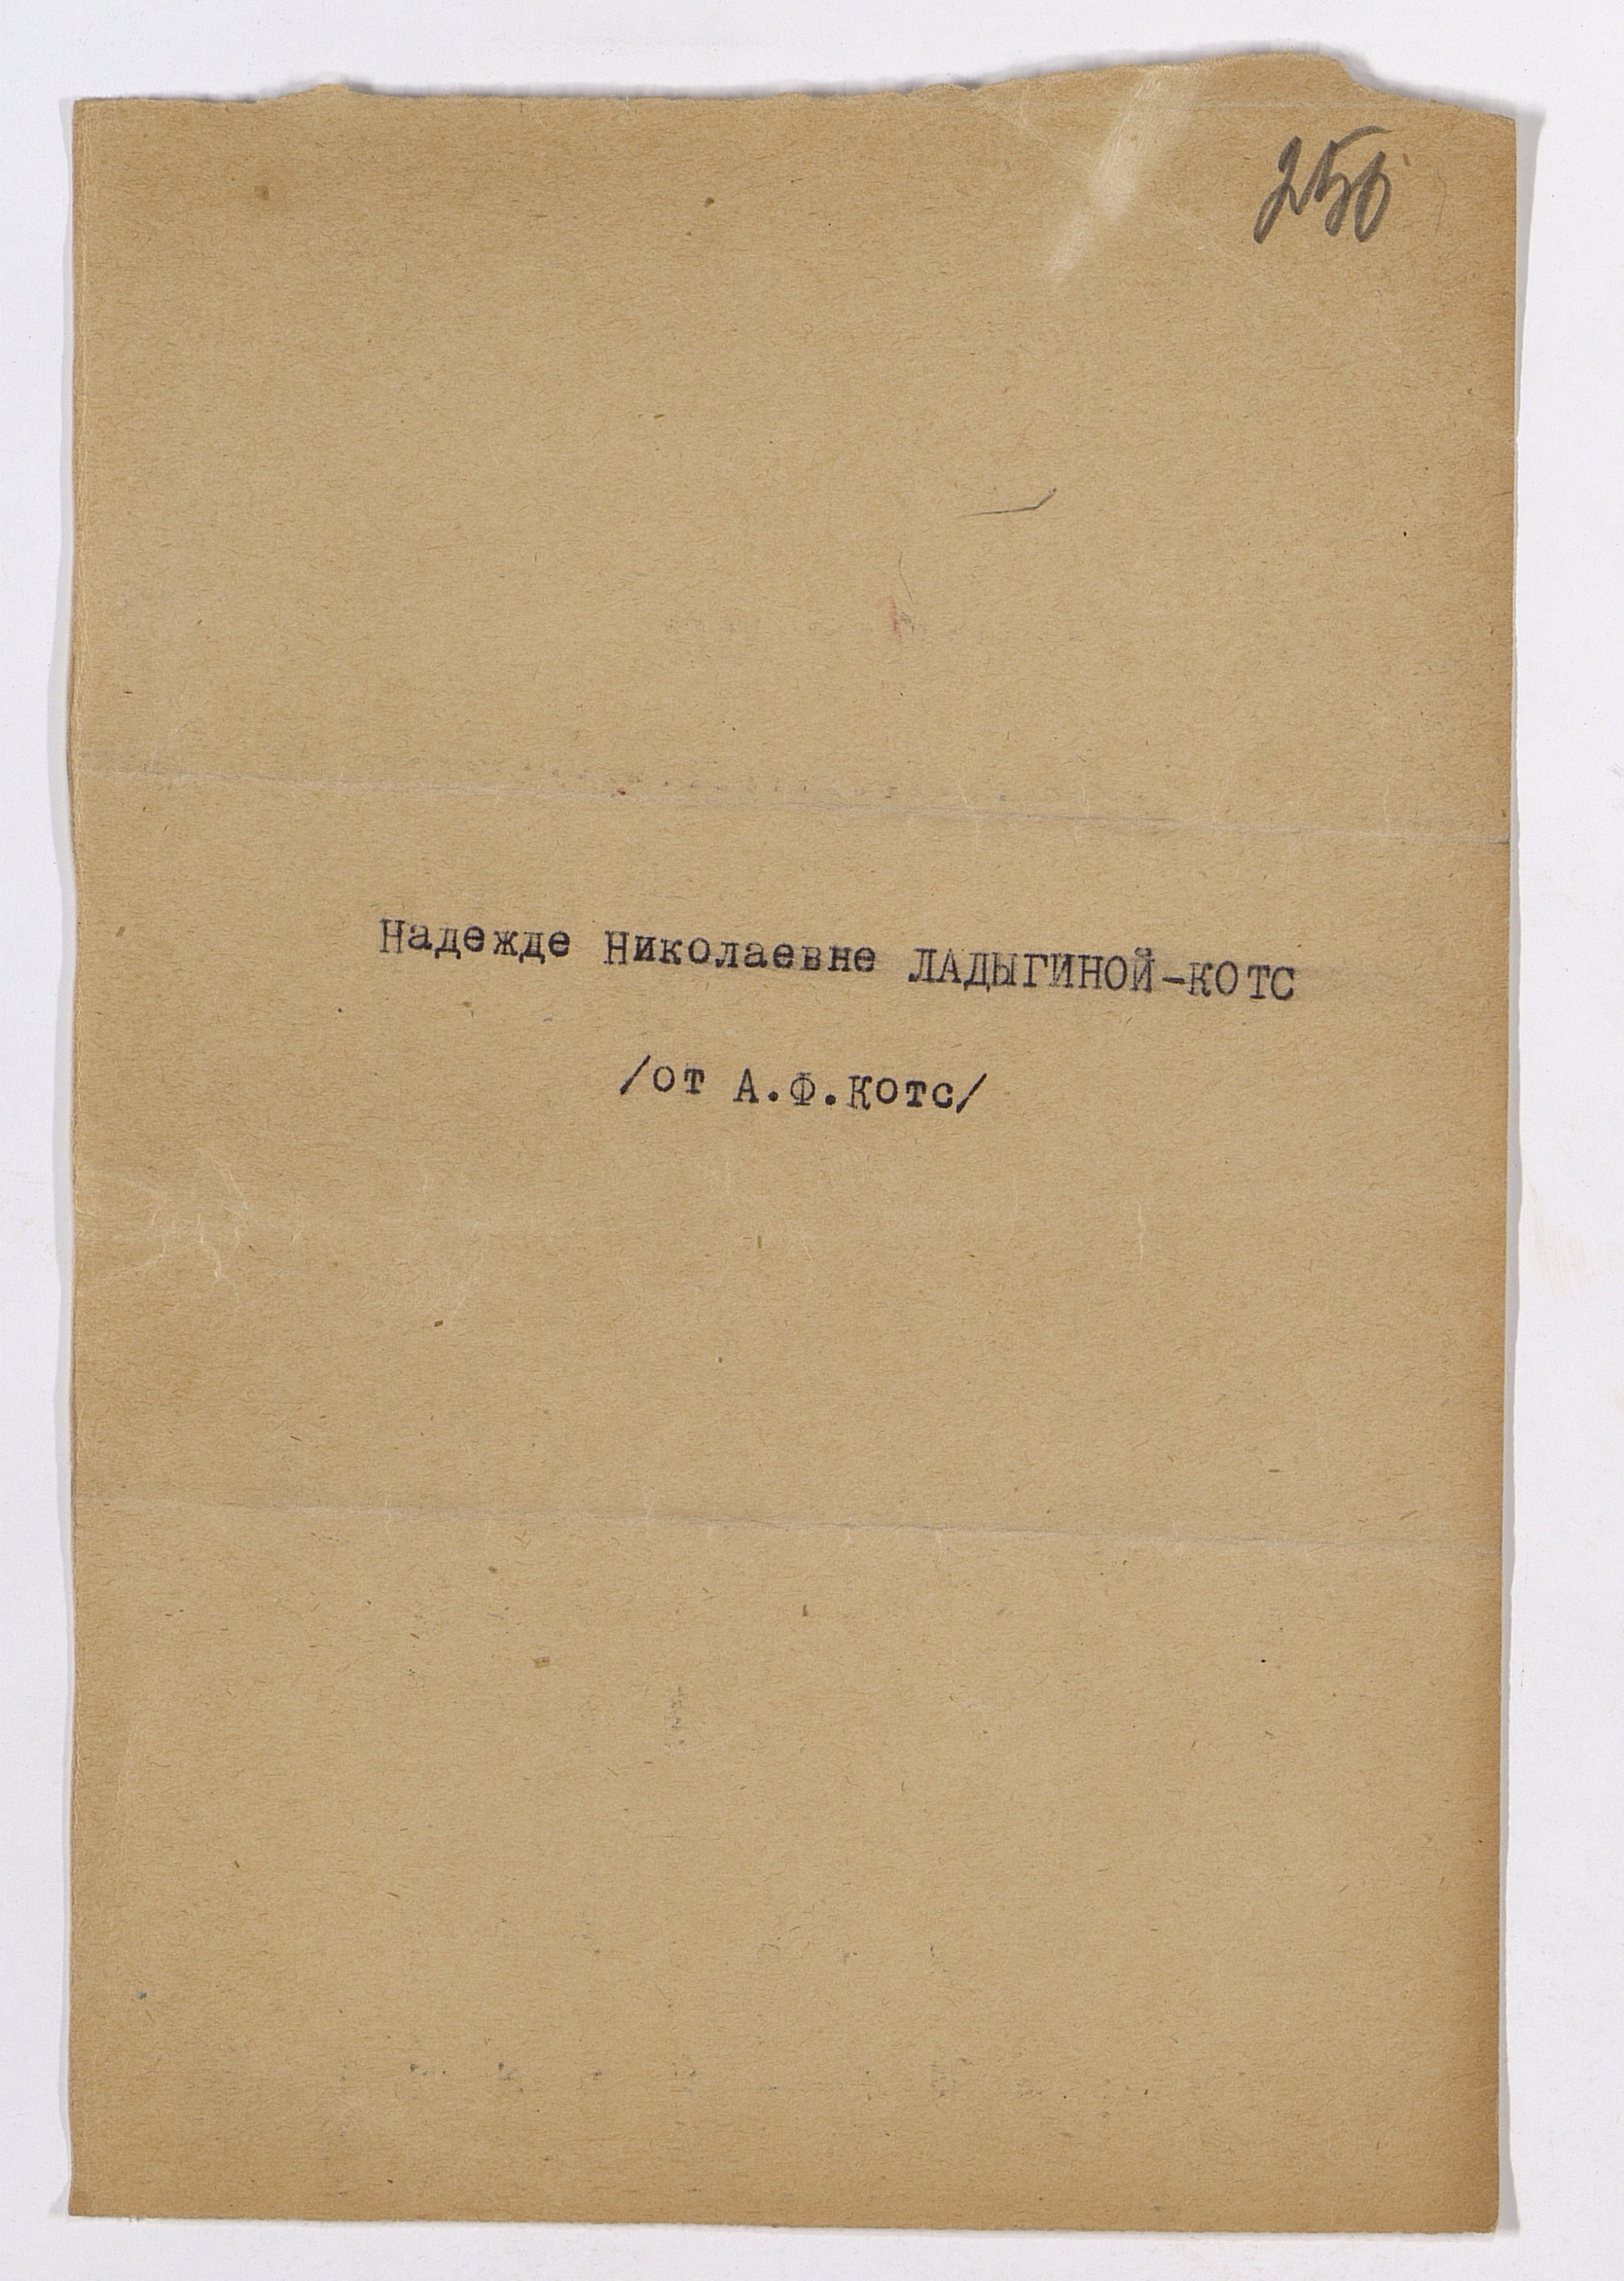 256
Надежде Николаевне ЛАДЫГИНОЙ-КОТС
/от А.Ф.Котс/